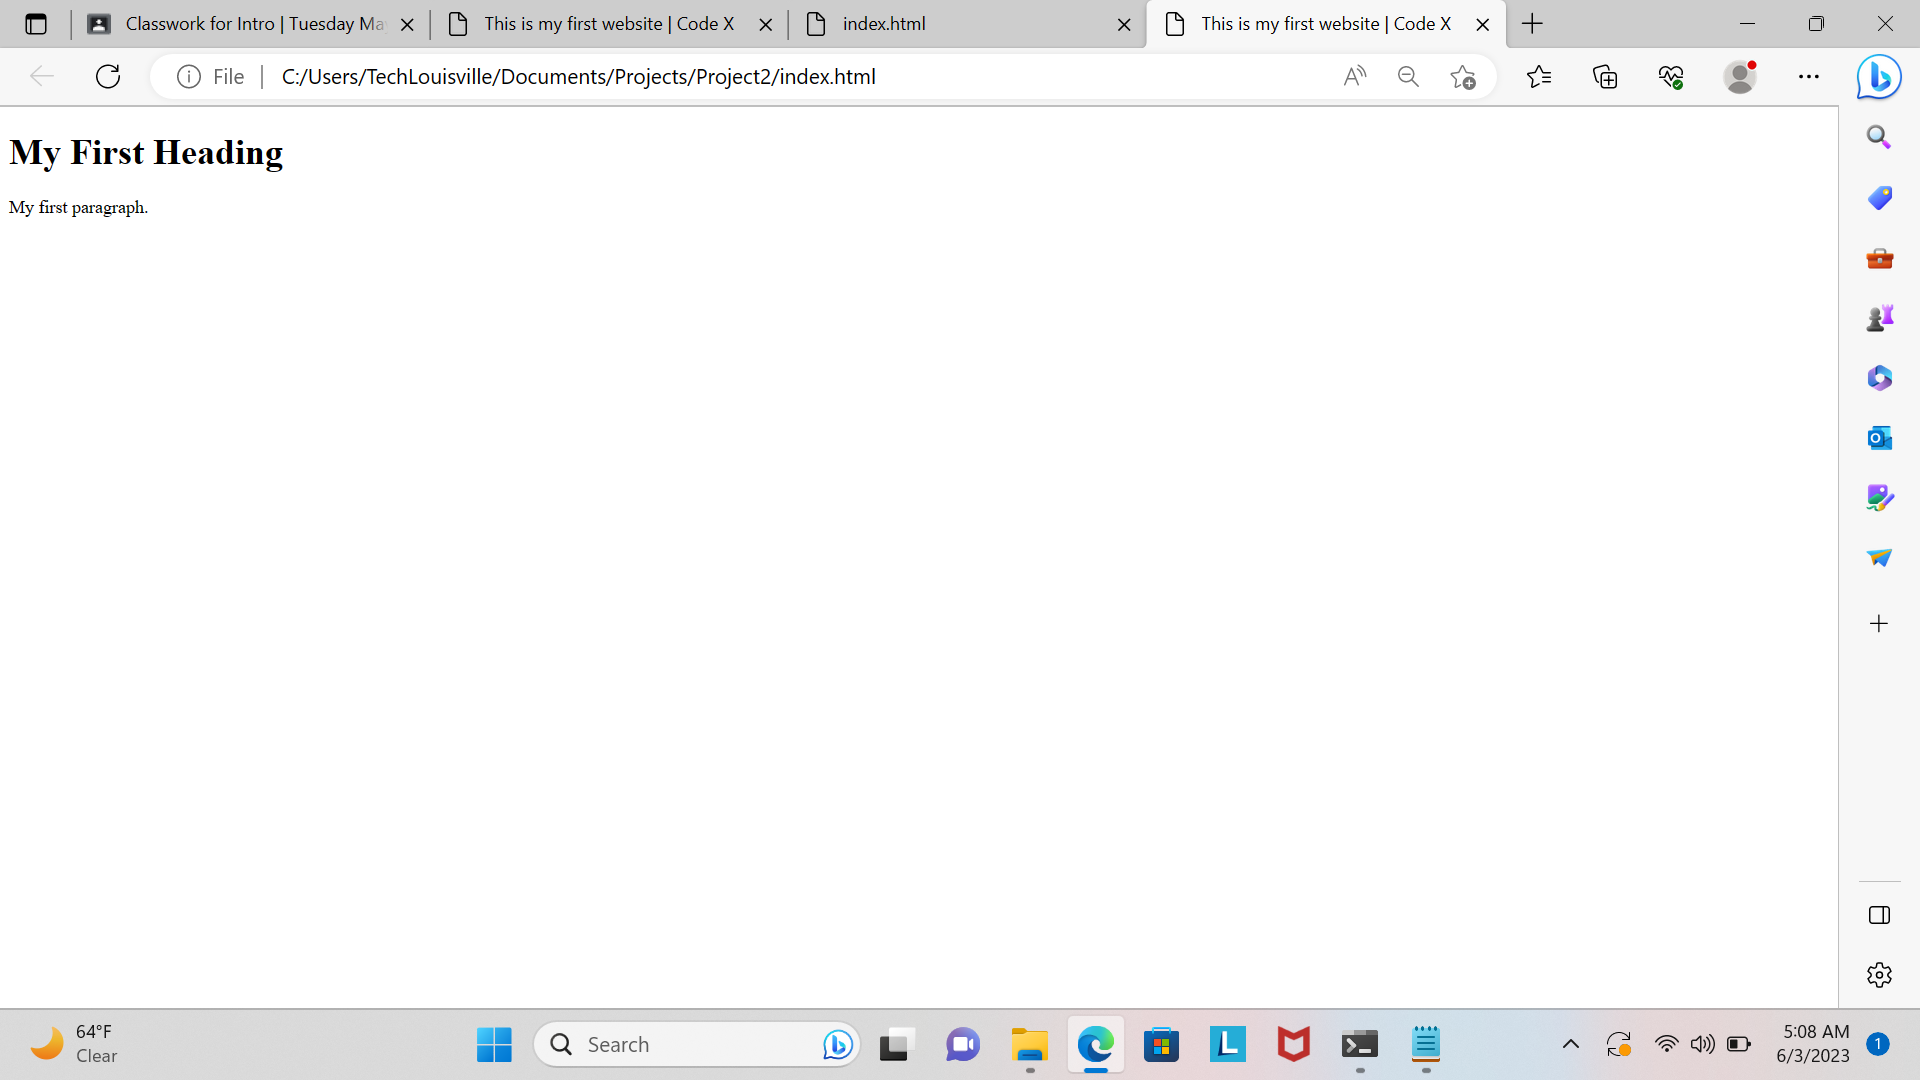 Classwork for Intro | Tuesday Ma
This is my first website | Code X
index.html
This is my first website | Code X
File
C:/Users/TechLouisville/Documents/Projects/Project2/index.html
My First Heading
My first paragraph.
64°F
Clear
Search
5:08 AM
6/3/2023
1